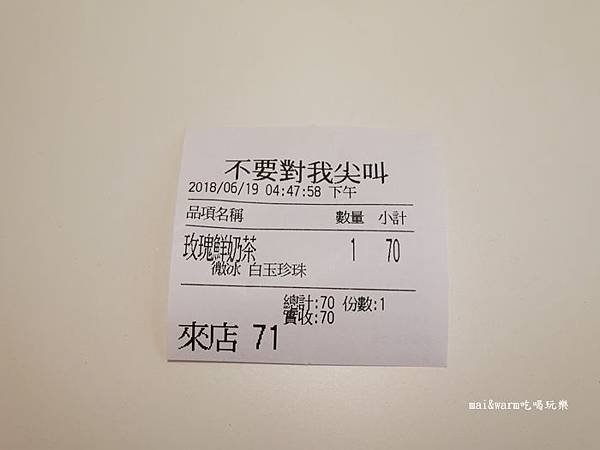 不要對我尖叫
2018/06/19 04:47:58 下午
品項名稱 數量 小計
玫瑰鮮奶茶 1 70
微冰 白玉珍珠
總計:70 份數:1
實收:70
來店 71
mai&warm吃喝玩樂